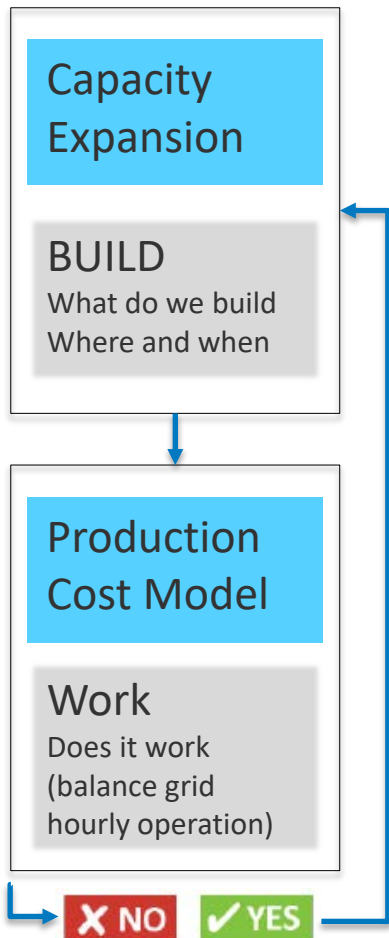 Capacity
Expansion
BUILD
What do we build
Where and when
Production
Cost Model
Work
Does it work
(balance grid
hourly operation)
✗ NO ✓ YES